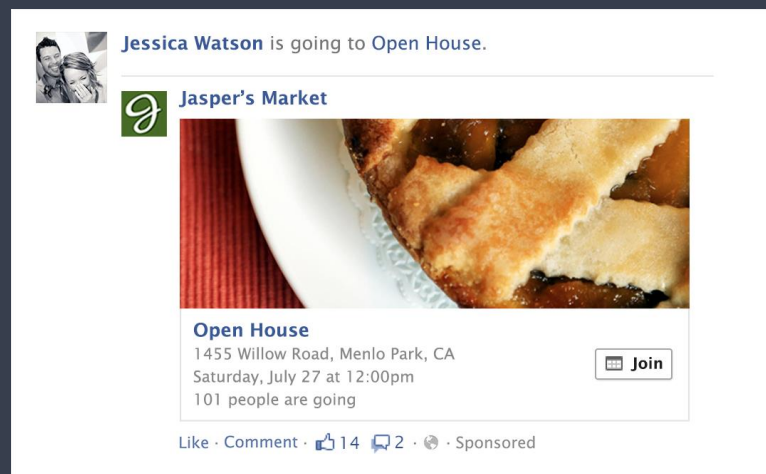 Jessica Watson is going to Open House.
Jasper's Market
Open House
1455 Willow Road, Menlo Park, CA
Saturday, July 27 at 12:00pm
101 people are going
Join
Like · Comment · 14 2 · · Sponsored